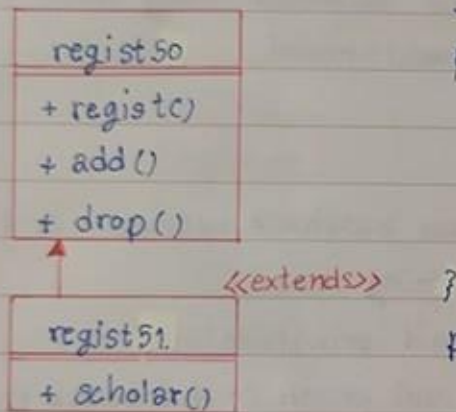 regist50
+ regist()
+ add()
+ drop()
<<extends>>
}
regist51.
+ scholar()